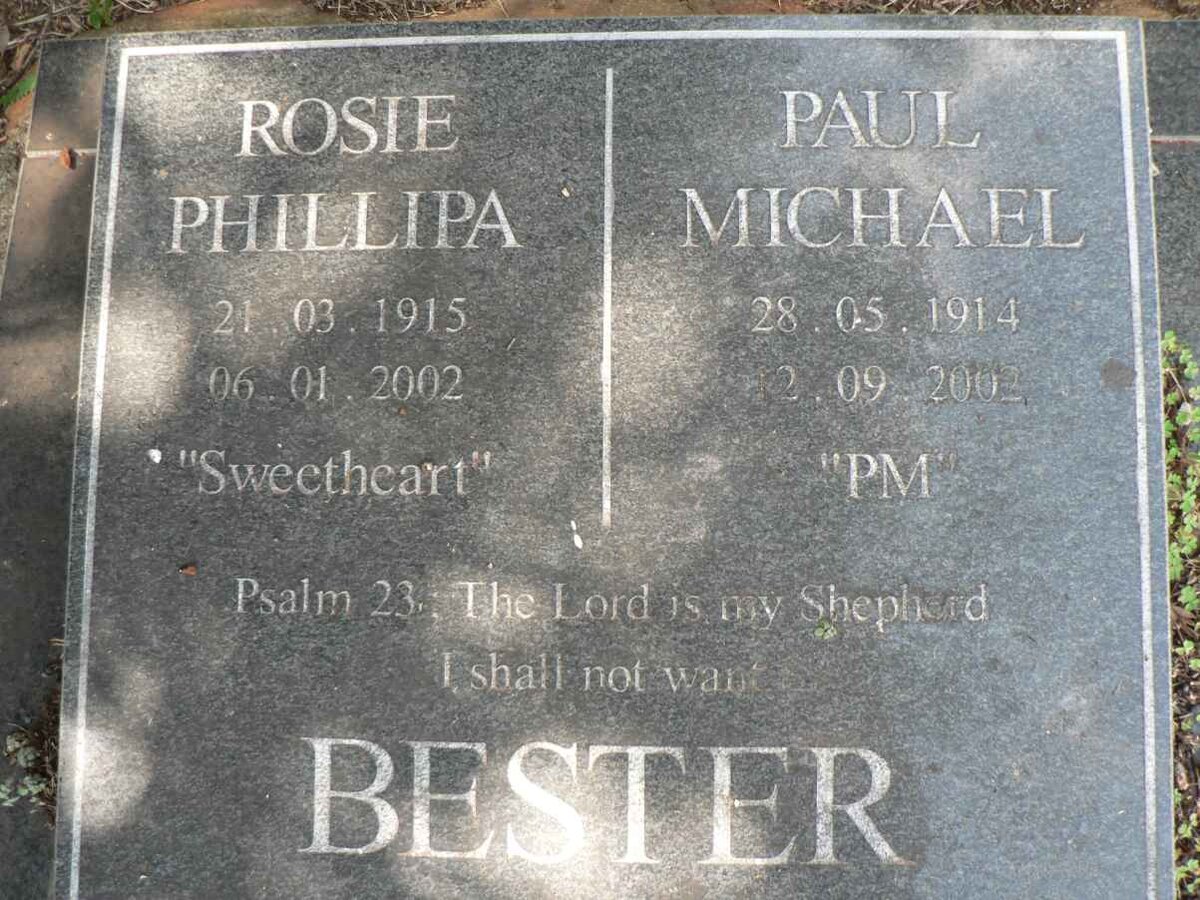 ROSIE
PHILLIPA
21 . 03 . 1915
06 . 01 . 2002
"Sweetheart"
PAUL
MICHAEL
28 . 05 . 1914
12 . 09 . 2002
"PM"
Psalm 23 : The Lord is my Shepherd
I shall not want ...
BESTER